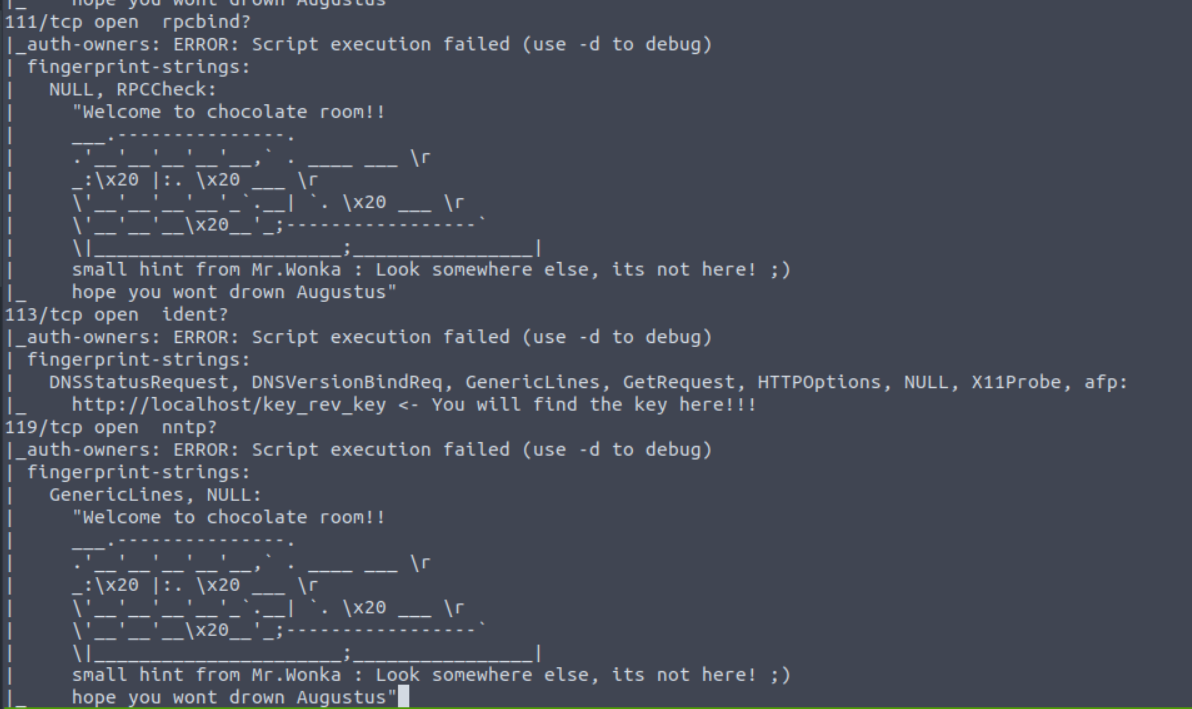 |_    hope you wont drown Augustus"
111/tcp open  rpcbind?
|_auth-owners: ERROR: Script execution failed (use -d to debug)
| fingerprint-strings:
|   NULL, RPCCheck:
|     "Welcome to chocolate room!!
|     ___.---------------.
|     .'__'__'__'__'__,` . ____ ___ \r
|     _:\x20 |:. \x20 ___ \r
|     \'__'__'__'__'_`.__| `. \x20 ___ \r
|     \'__'__'__\x20__'_;-----------------`
|     \|______________________;________________|
|     small hint from Mr.Wonka : Look somewhere else, its not here! ;)
|_    hope you wont drown Augustus"
113/tcp open  ident?
|_auth-owners: ERROR: Script execution failed (use -d to debug)
| fingerprint-strings:
|   DNSStatusRequest, DNSVersionBindReq, GenericLines, GetRequest, HTTPOptions, NULL, X11Probe, afp:
|_    http://localhost/key_rev_key <- You will find the key here!!!
119/tcp open  nntp?
|_auth-owners: ERROR: Script execution failed (use -d to debug)
| fingerprint-strings:
|   GenericLines, NULL:
|     "Welcome to chocolate room!!
|     ___.---------------.
|     .'__'__'__'__'__,` . ____ ___ \r
|     _:\x20 |:. \x20 ___ \r
|     \'__'__'__'__'_`.__| `. \x20 ___ \r
|     \'__'__'__\x20__'_;-----------------`
|     \|______________________;________________|
|     small hint from Mr.Wonka : Look somewhere else, its not here! ;)
|_    hope you wont drown Augustus"